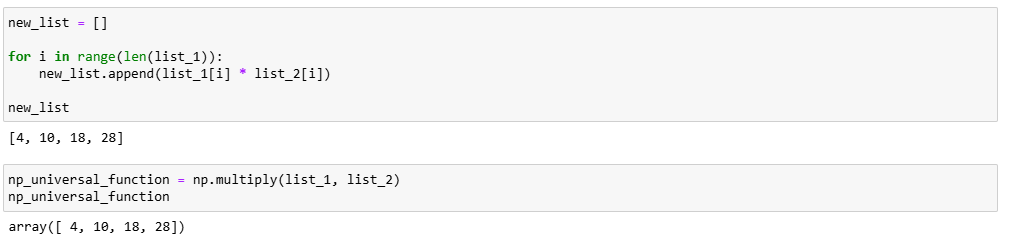 new_list = []
for i in range(len(list_1)):
    new_list.append(list_1[i] * list_2[i])
new_list
[4, 10, 18, 28]
np_universal_function = np.multiply(list_1, list_2)
np_universal_function
array([ 4, 10, 18, 28])